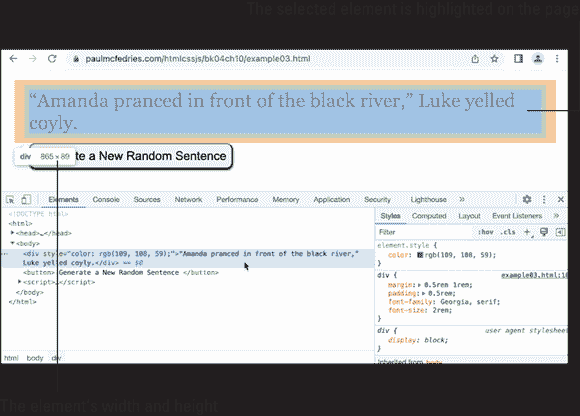 The selected element is highlighted on the page
paulmcfedries.com/htmlcssjs/bk04ch10/example03.html
“Amanda pranced in front of the black river,” Luke yelled
coyly.
div 865 × 89
te a New Random Sentence
Elements Console Sources Network Performance Memory Application Security Lighthouse
<!DOCTYPE html>
<html>
<head>…</head>
<body>
<div style="color: rgb(109, 108, 59);">"Amanda pranced in front of the black river,"
Luke yelled coyly.</div> == $0
<button> Generate a New Random Sentence </button>
<script>…</script>
</body>
</html>
html body div
Styles Computed Layout Event Listeners
Filter :hov .cls
element.style {
color: rgb(109, 108, 59);
}
div { example03.html:10
margin: 0.5rem 1rem;
padding: 0.5rem;
font-family: Georgia, serif;
font-size: 2rem;
}
div { user agent stylesheet
display: block;
}
Inherited from body
The element's width and height